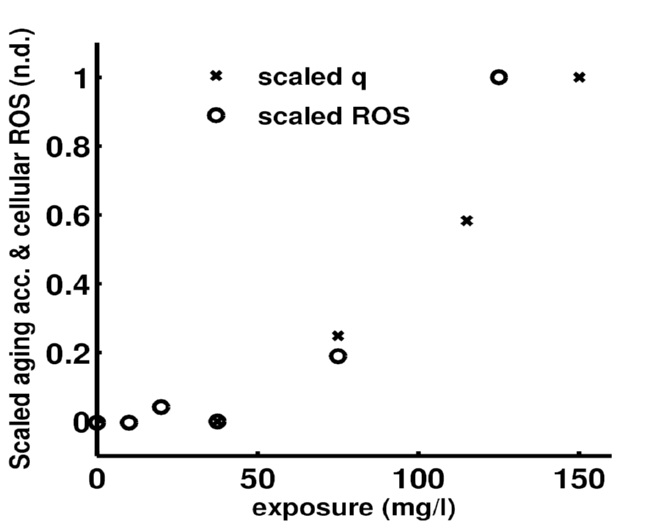 Scaled aging acc. & cellular ROS (n.d.)
1
0.8
0.6
0.4
0.2
0
scaled q
scaled ROS
0 50 100 150
exposure (mg/l)